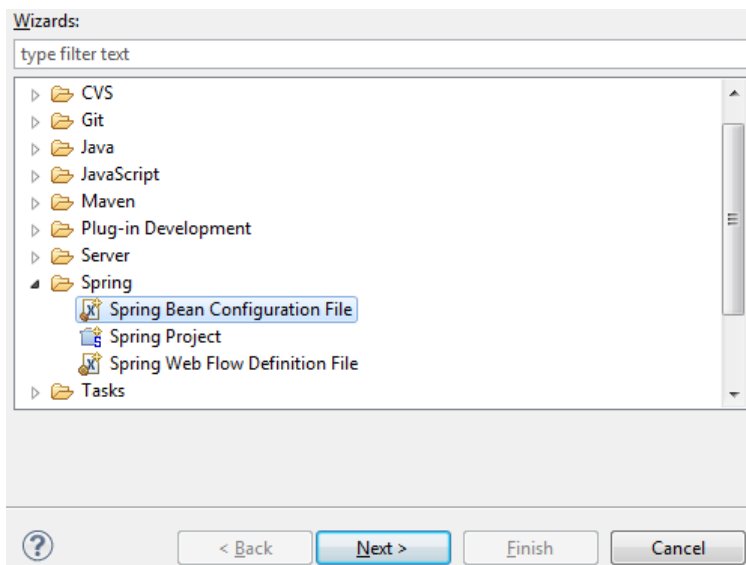 Wizards:
type filter text
CVS
Git
Java
JavaScript
Maven
Plug-in Development
Server
Spring
Spring Bean Configuration File
Spring Project
Spring Web Flow Definition File
Tasks
? < Back Next > Finish Cancel